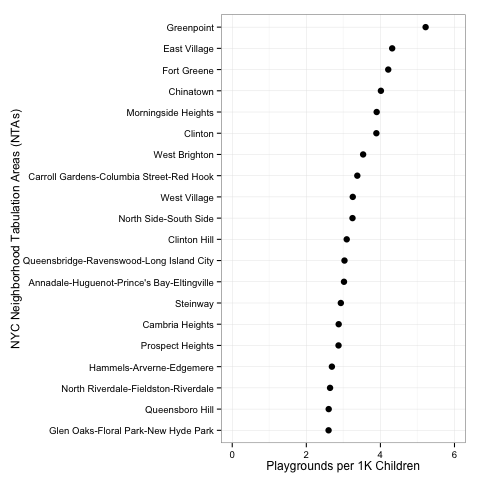 NYC Neighborhood Tabulation Areas (NTAs)
Greenpoint
East Village
Fort Greene
Chinatown
Morningside Heights
Clinton
West Brighton
Carroll Gardens-Columbia Street-Red Hook
West Village
North Side-South Side
Clinton Hill
Queensbridge-Ravenswood-Long Island City
Annadale-Huguenot-Prince's Bay-Eltingville
Steinway
Cambria Heights
Prospect Heights
Hammels-Arverne-Edgemere
North Riverdale-Fieldston-Riverdale
Queensboro Hill
Glen Oaks-Floral Park-New Hyde Park
0 2 4 6
Playgrounds per 1K Children